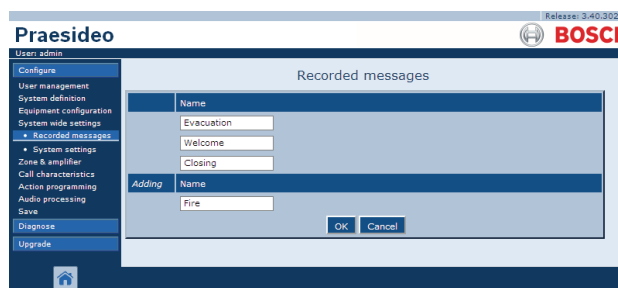 Release: 3.40.302
Praesideo
BOSCH
User: admin
Configure
User management
System definition
Equipment configuration
System wide settings
• Recorded messages
• System settings
Zone & amplifier
Call characteristics
Action programming
Audio processing
Save
Diagnose
Upgrade
Recorded messages
Name
Evacuation
Welcome
Closing
Adding Name
Fire
OK Cancel